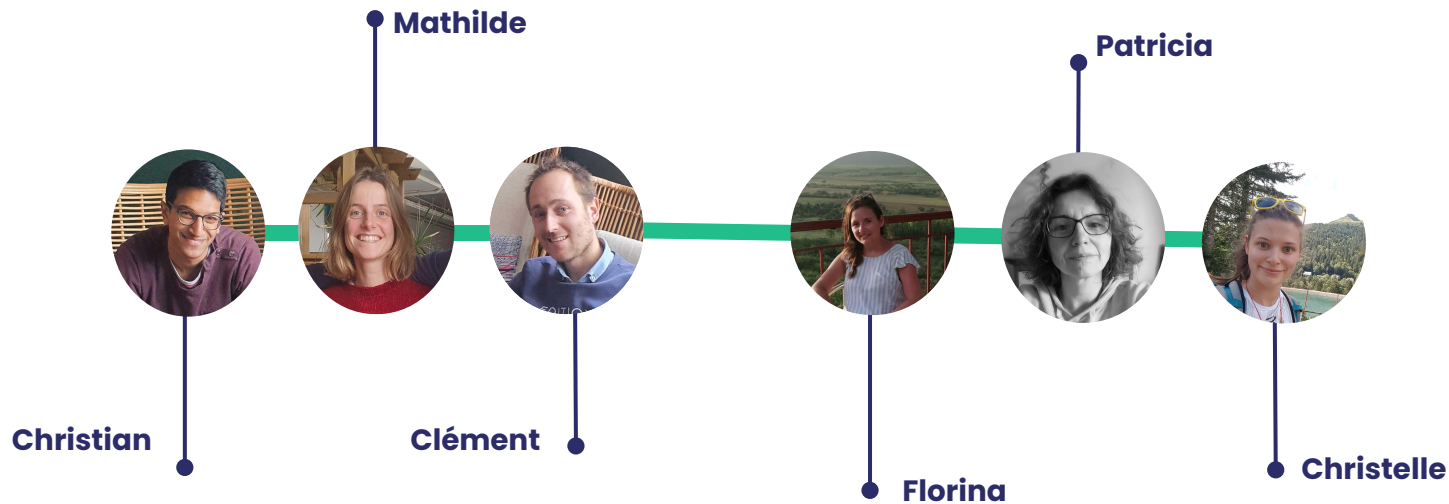 Mathilde
Patricia
Christian
Clément
Christelle
Florina